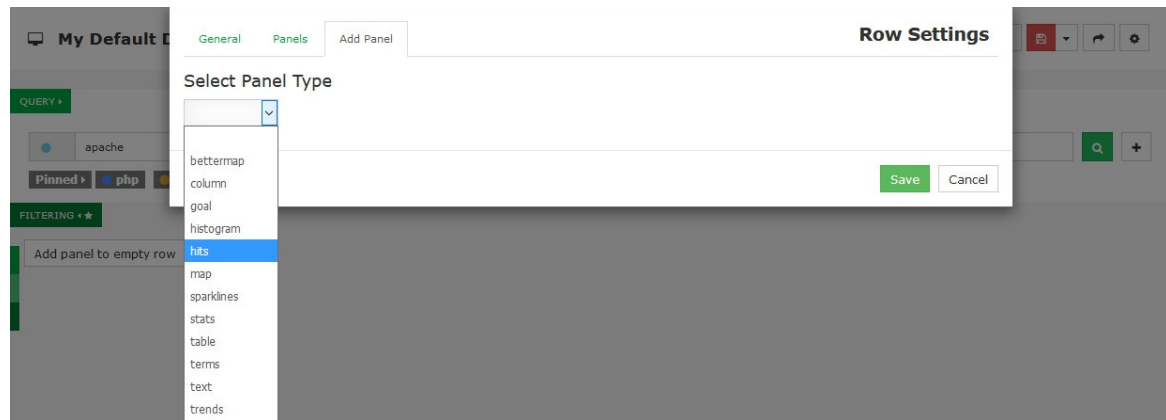 My Default D
General Panels Add Panel
Row Settings
Select Panel Type
QUERY
apache
Pinned php
FILTERING
Add panel to empty row
bettermap
column
goal
histogram
hits
map
sparklines
stats
table
terms
text
trends
Save Cancel